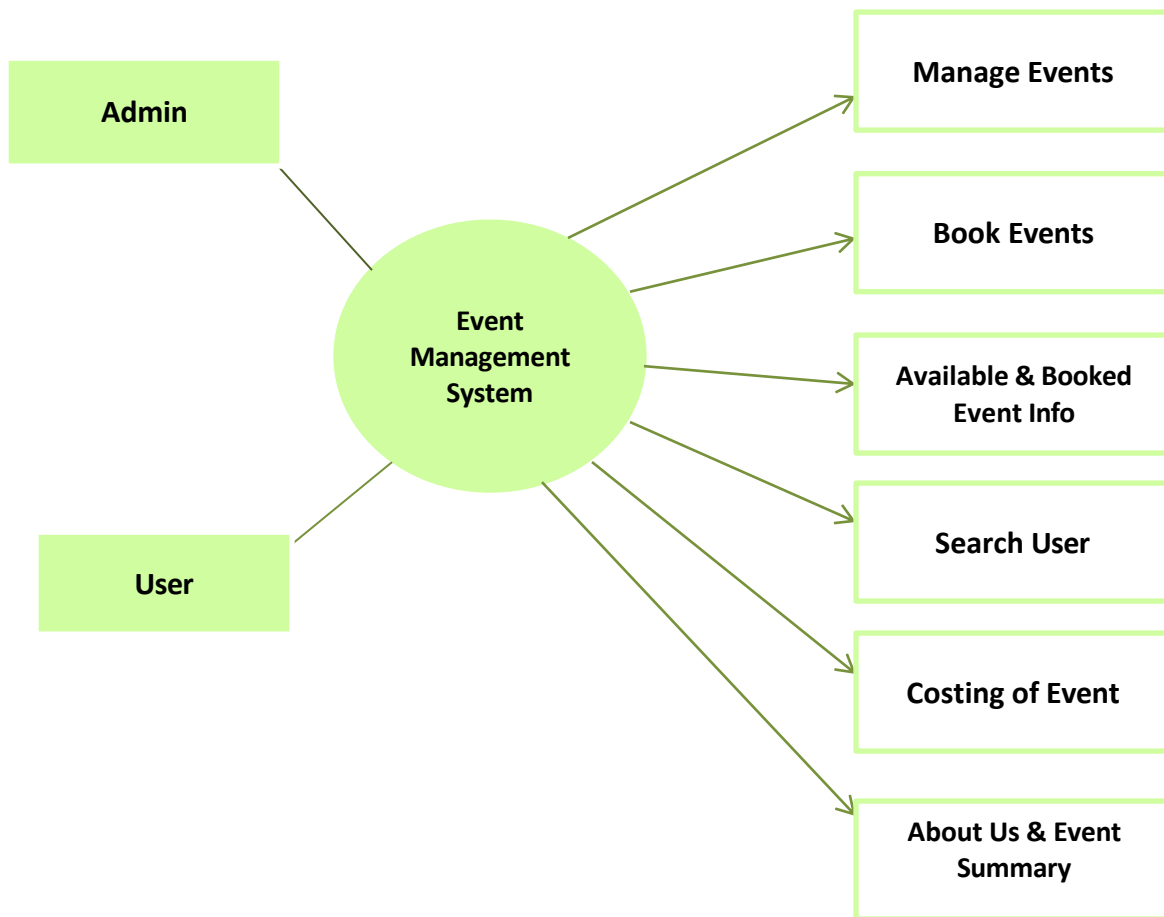 Admin
User
Event
Management
System
Manage Events
Book Events
Available & Booked
Event Info
Search User
Costing of Event
About Us & Event
Summary